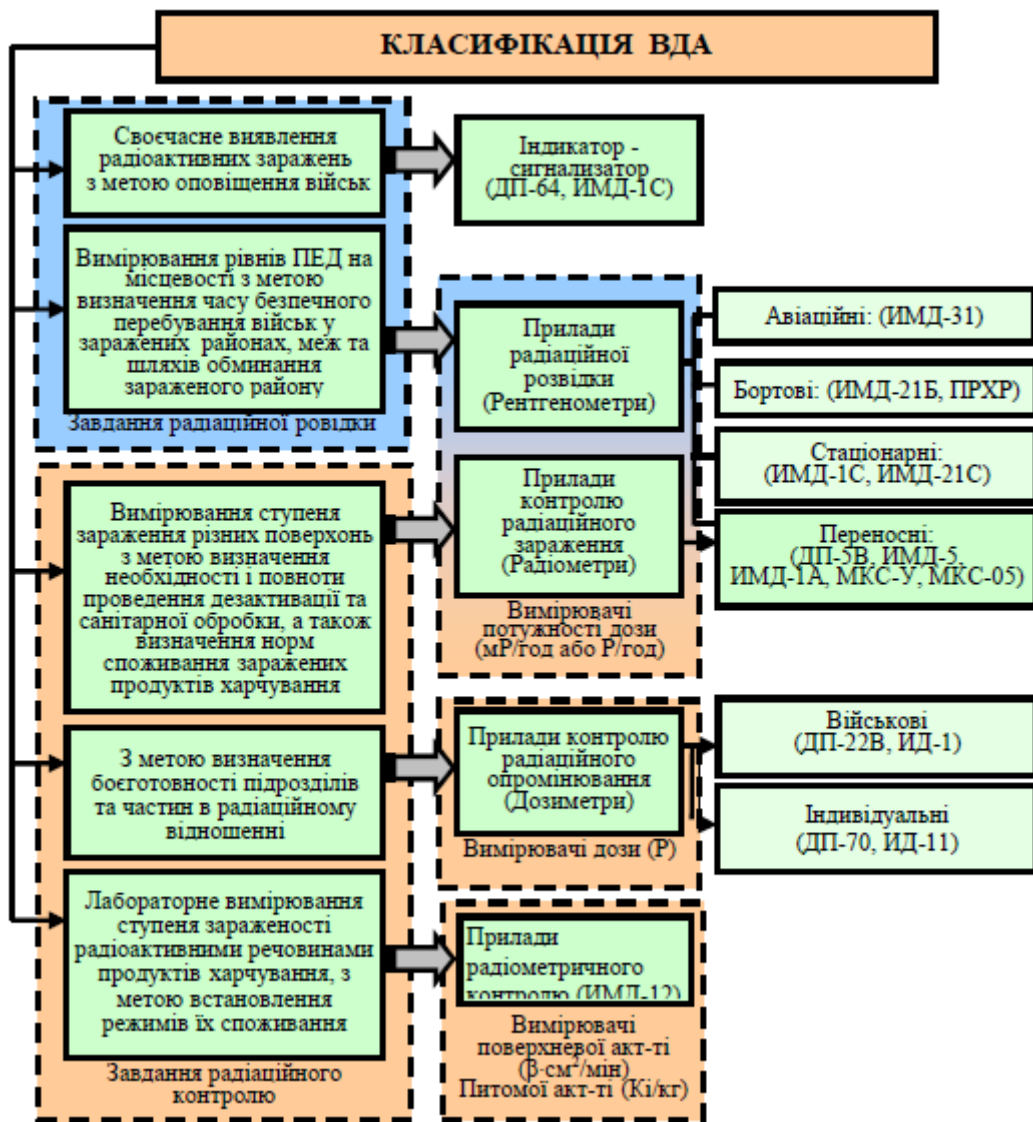 КЛАСИФІКАЦІЯ ВДА
Своєчасне виявлення
радіоактивних заражень
з метою оповіщення військ
Індикатор -
сигналізатор
(ДП-64, ИМД-1С)
Вимірювання рівнів ПЕД на
місцевості з метою
визначення часу безпечного
перебування військ у
заражених районах, меж та
шляхів обминання
зараженого району
Завдання радіаційної ровідки
Прилади
радіаційної
розвідки
(Рентгенометри)
Авіаційні: (ИМД-31)
Бортові: (ИМД-21Б, ПРХР)
Стаціонарні:
(ИМД-1С, ИМД-21С)
Переносні:
(ДП-5В, ИМД-5,
ИМД-1А, МКС-У, МКС-05)
Вимірювання ступеня
зараження різних поверхонь
з метою визначення
необхідності і повноти
проведення дезактивації та
санітарної обробки, а також
визначення норм
споживання заражених
продуктів харчування
Прилади
контролю
радіаційного
зараження
(Радіометри)
Вимірювачі
потужності дози
(мР/год або Р/год)
З метою визначення
боєготовності підрозділів
та частин в радіаційному
відношенні
Прилади контролю
радіаційного
опромінювання
(Дозиметри)
Вимірювачі дози (Р)
Військові
(ДП-22В, ИД-1)
Індивідуальні
(ДП-70, ИД-11)
Лабораторне вимірювання
ступеня зараженості
радіоактивними речовинами
продуктів харчування, з
метою встановлення
режимів їх споживання
Завдання радіаційного
контролю
Прилади
радіометричного
контролю (ИМД-12)
Вимірювачі
поверхневої акт-ті
(β·см²/мін)
Питомої акт-ті (Кі/кг)